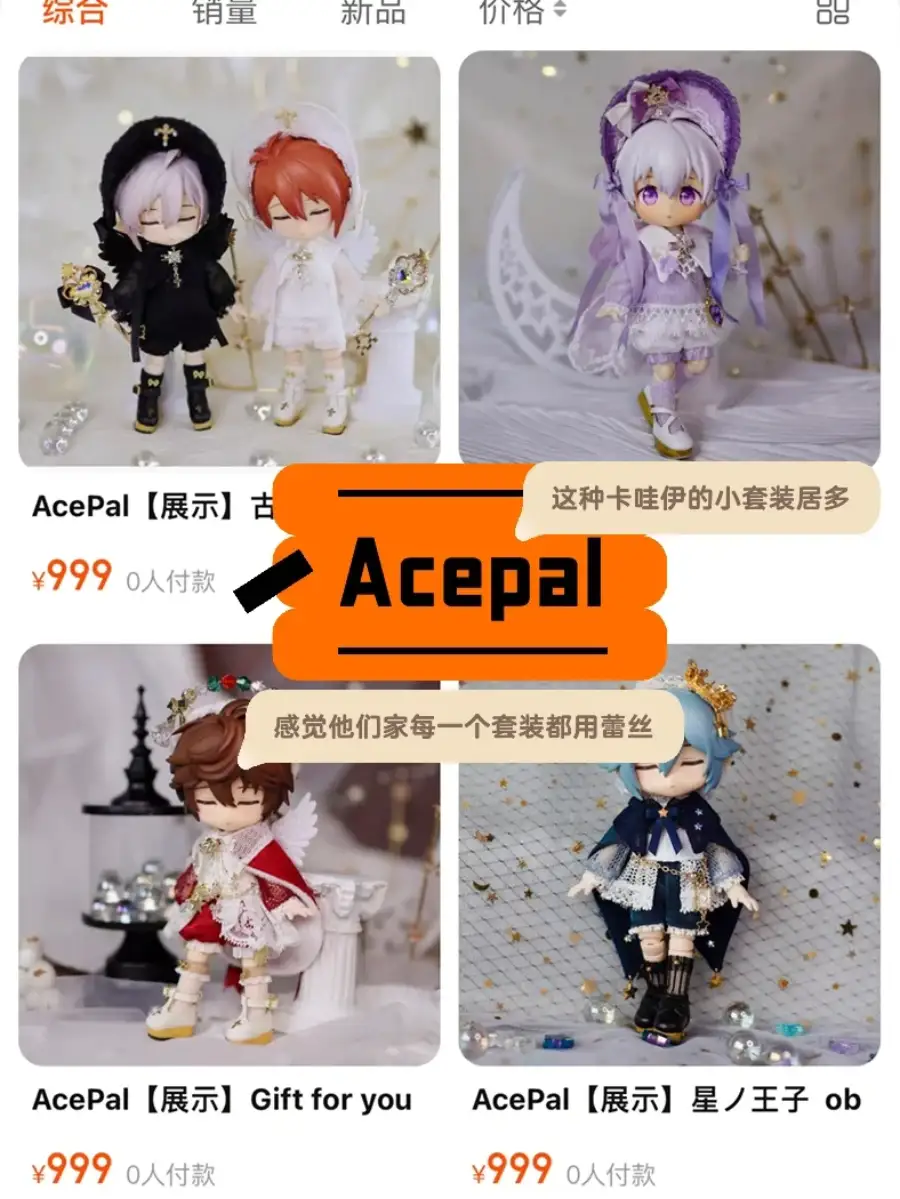 综合 销量 新品 价格
AcePal【展示】古
这种卡哇伊的小套装居多
¥999 0人付款
Acepal
感觉他们家每一个套装都用蕾丝
AcePal【展示】Gift for you
AcePal【展示】星ノ王子 ob
¥999 0人付款
¥999 0人付款